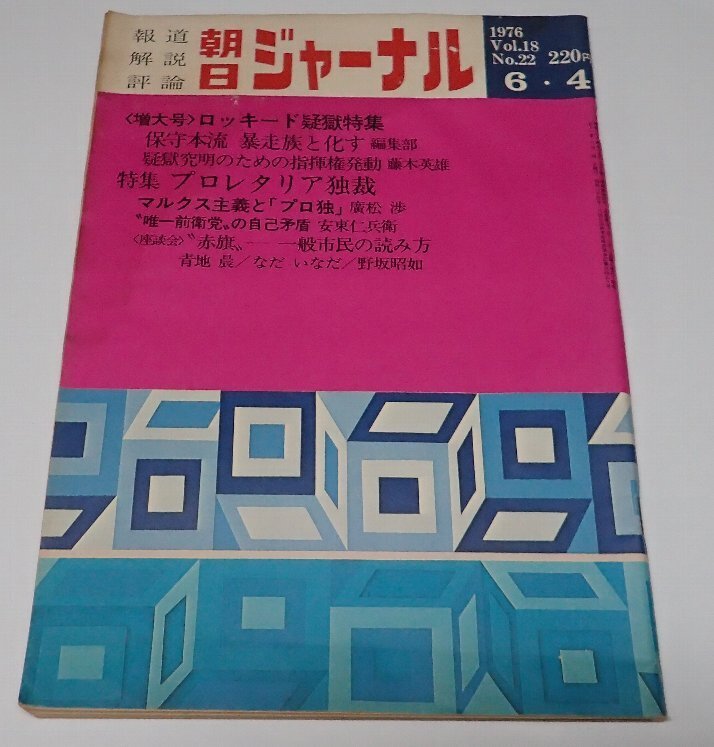 報道
解説
評論
朝日ジャーナル
1976
Vol.18
No.22 220円
6・4
〈増大号〉ロッキード疑獄特集
保守本流 暴走族と化す 編集部
疑獄究明のための指揮権発動 藤木英雄
特集 プロレタリア独裁
マルクス主義と「プロ独」廣松 渉
〝唯一前衛党〟の自己矛盾 安東仁兵衛
〈座談会〉〝赤旗〟── 一般市民の読み方
青地 晨／なだ いなだ／野坂昭如